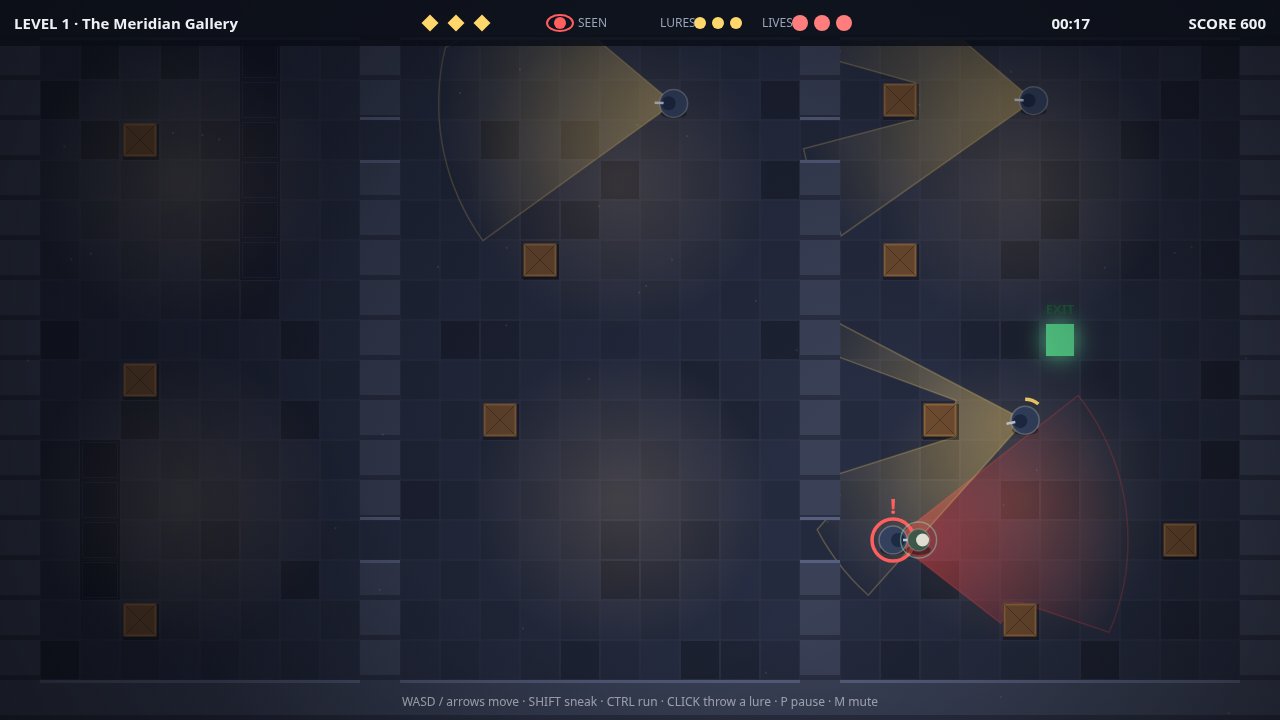 LEVEL 1 · The Meridian Gallery
SEEN
LURES
LIVES
00:17
SCORE 600
EXIT
!
WASD / arrows move · SHIFT sneak · CTRL run · CLICK throw a lure · P pause · M mute